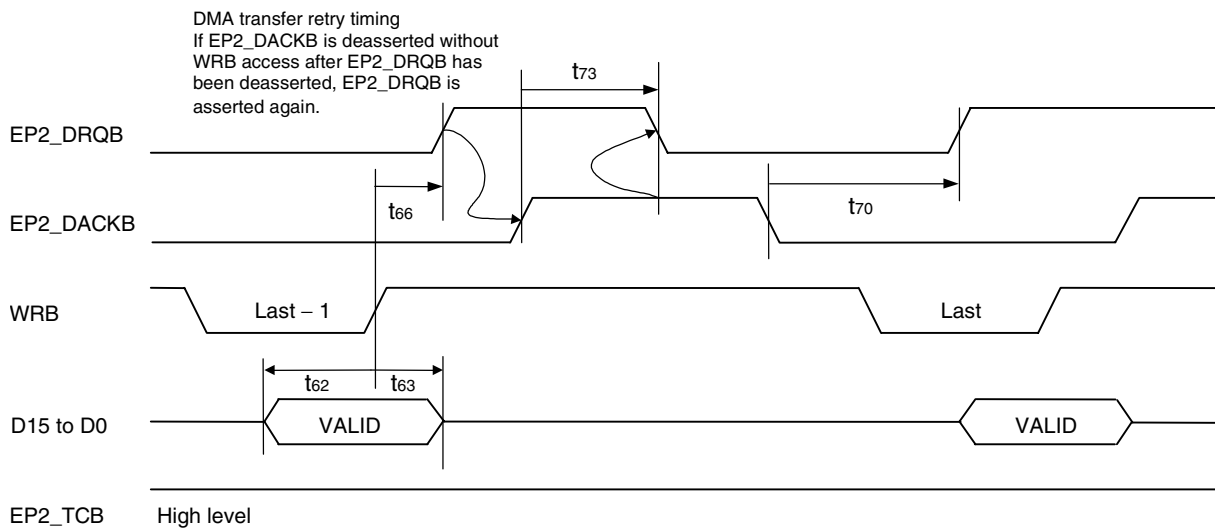 DMA transfer retry timing
If EP2_DACKB is deasserted without
WRB access after EP2_DRQB has
been deasserted, EP2_DRQB is
asserted again.
t73
EP2_DRQB
t66
t70
EP2_DACKB
WRB
Last – 1
Last
t62
t63
D15 to D0
VALID
VALID
EP2_TCB
High level